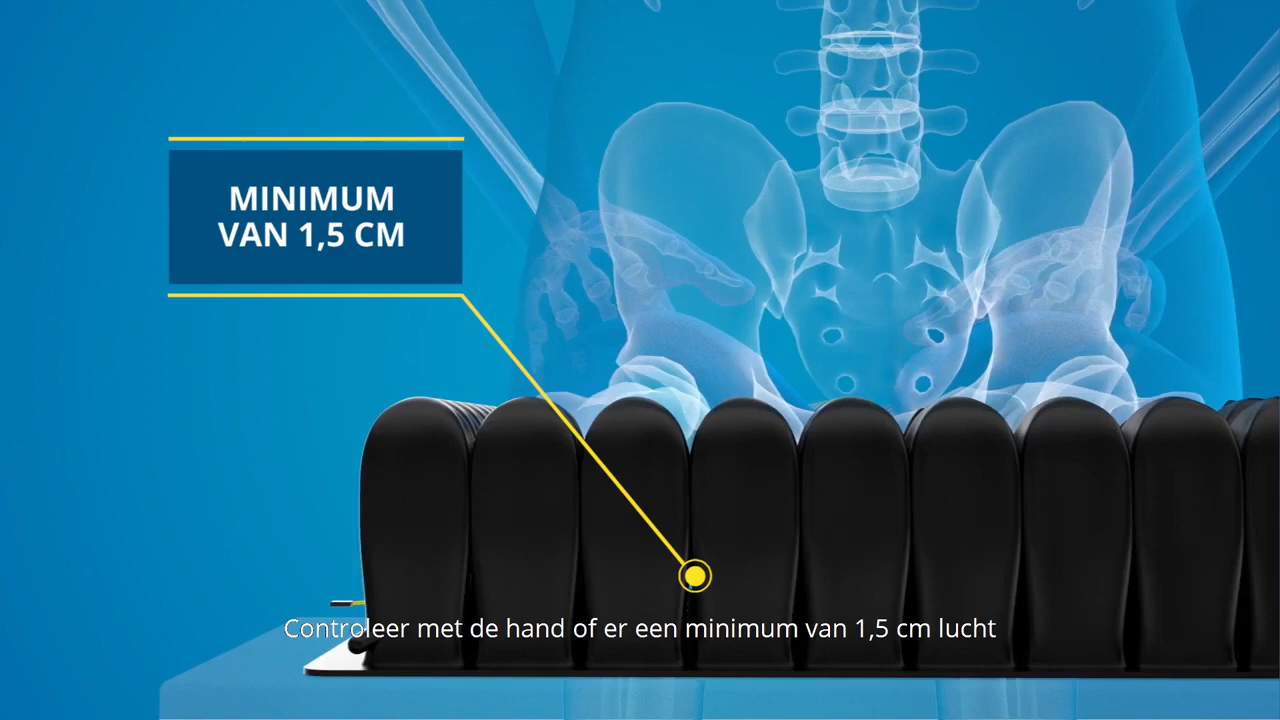 MINIMUM
VAN 1,5 CM
Controleer met de hand of er een minimum van 1,5 cm lucht